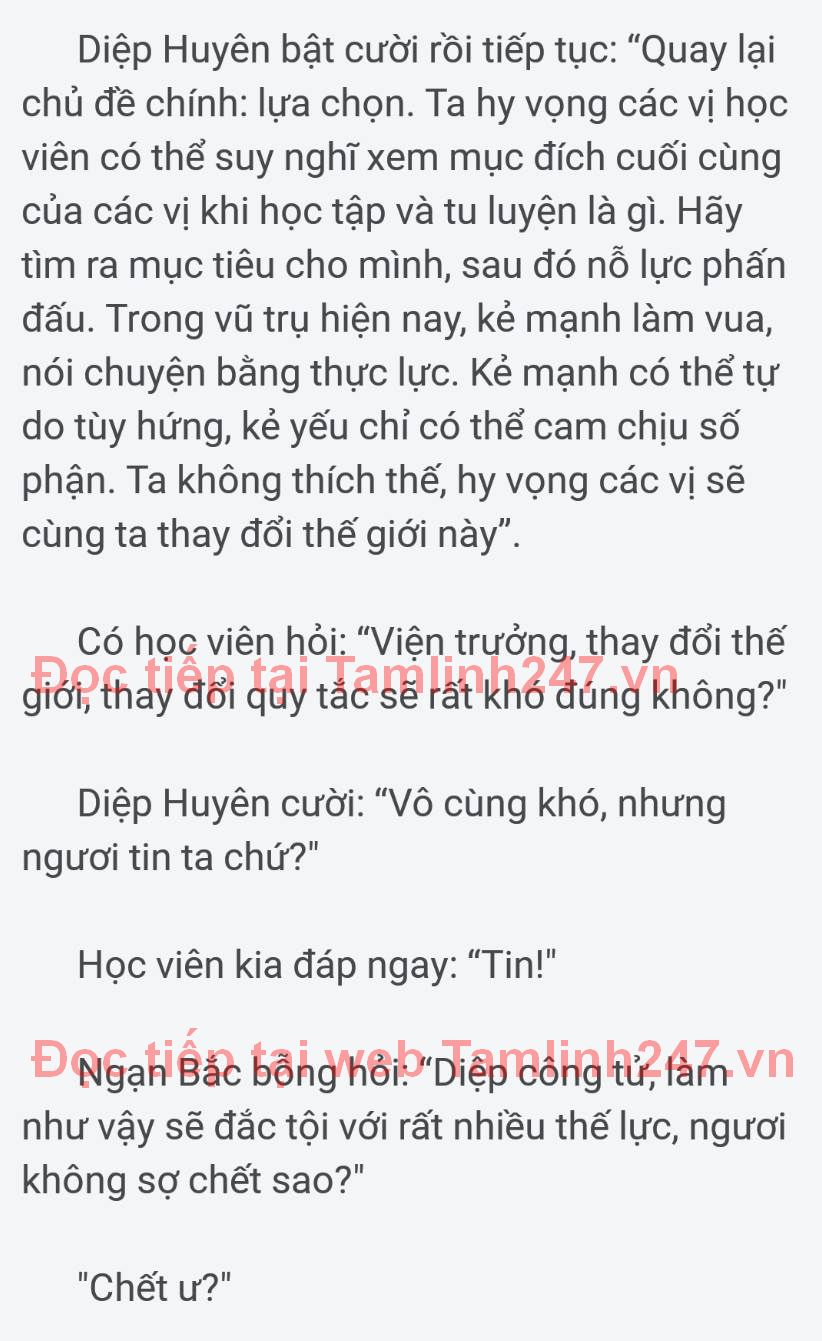 Diệp Huyên bật cười rồi tiếp tục: “Quay lại
chủ đề chính: lựa chọn. Ta hy vọng các vị học
viên có thể suy nghĩ xem mục đích cuối cùng
của các vị khi học tập và tu luyện là gì. Hãy
tìm ra mục tiêu cho mình, sau đó nỗ lực phấn
đấu. Trong vũ trụ hiện nay, kẻ mạnh làm vua,
nói chuyện bằng thực lực. Kẻ mạnh có thể tự
do tùy hứng, kẻ yếu chỉ có thể cam chịu số
phận. Ta không thích thế, hy vọng các vị sẽ
cùng ta thay đổi thế giới này”.
Có học viên hỏi: “Viện trưởng, thay đổi thế
Đọc tiếp tại Tamlinh247.vn
giới, thay đổi quy tắc sẽ rất khó đúng không?"
Diệp Huyên cười: “Vô cùng khó, nhưng
ngươi tin ta chứ?"
Học viên kia đáp ngay: “Tin!"
Đọc tiếp tại web Tamlinh247.vn
Ngạn Bắc bỗng hỏi: “Diệp công tử, làm
như vậy sẽ đắc tội với rất nhiều thế lực, ngươi
không sợ chết sao?"
"Chết ư?"